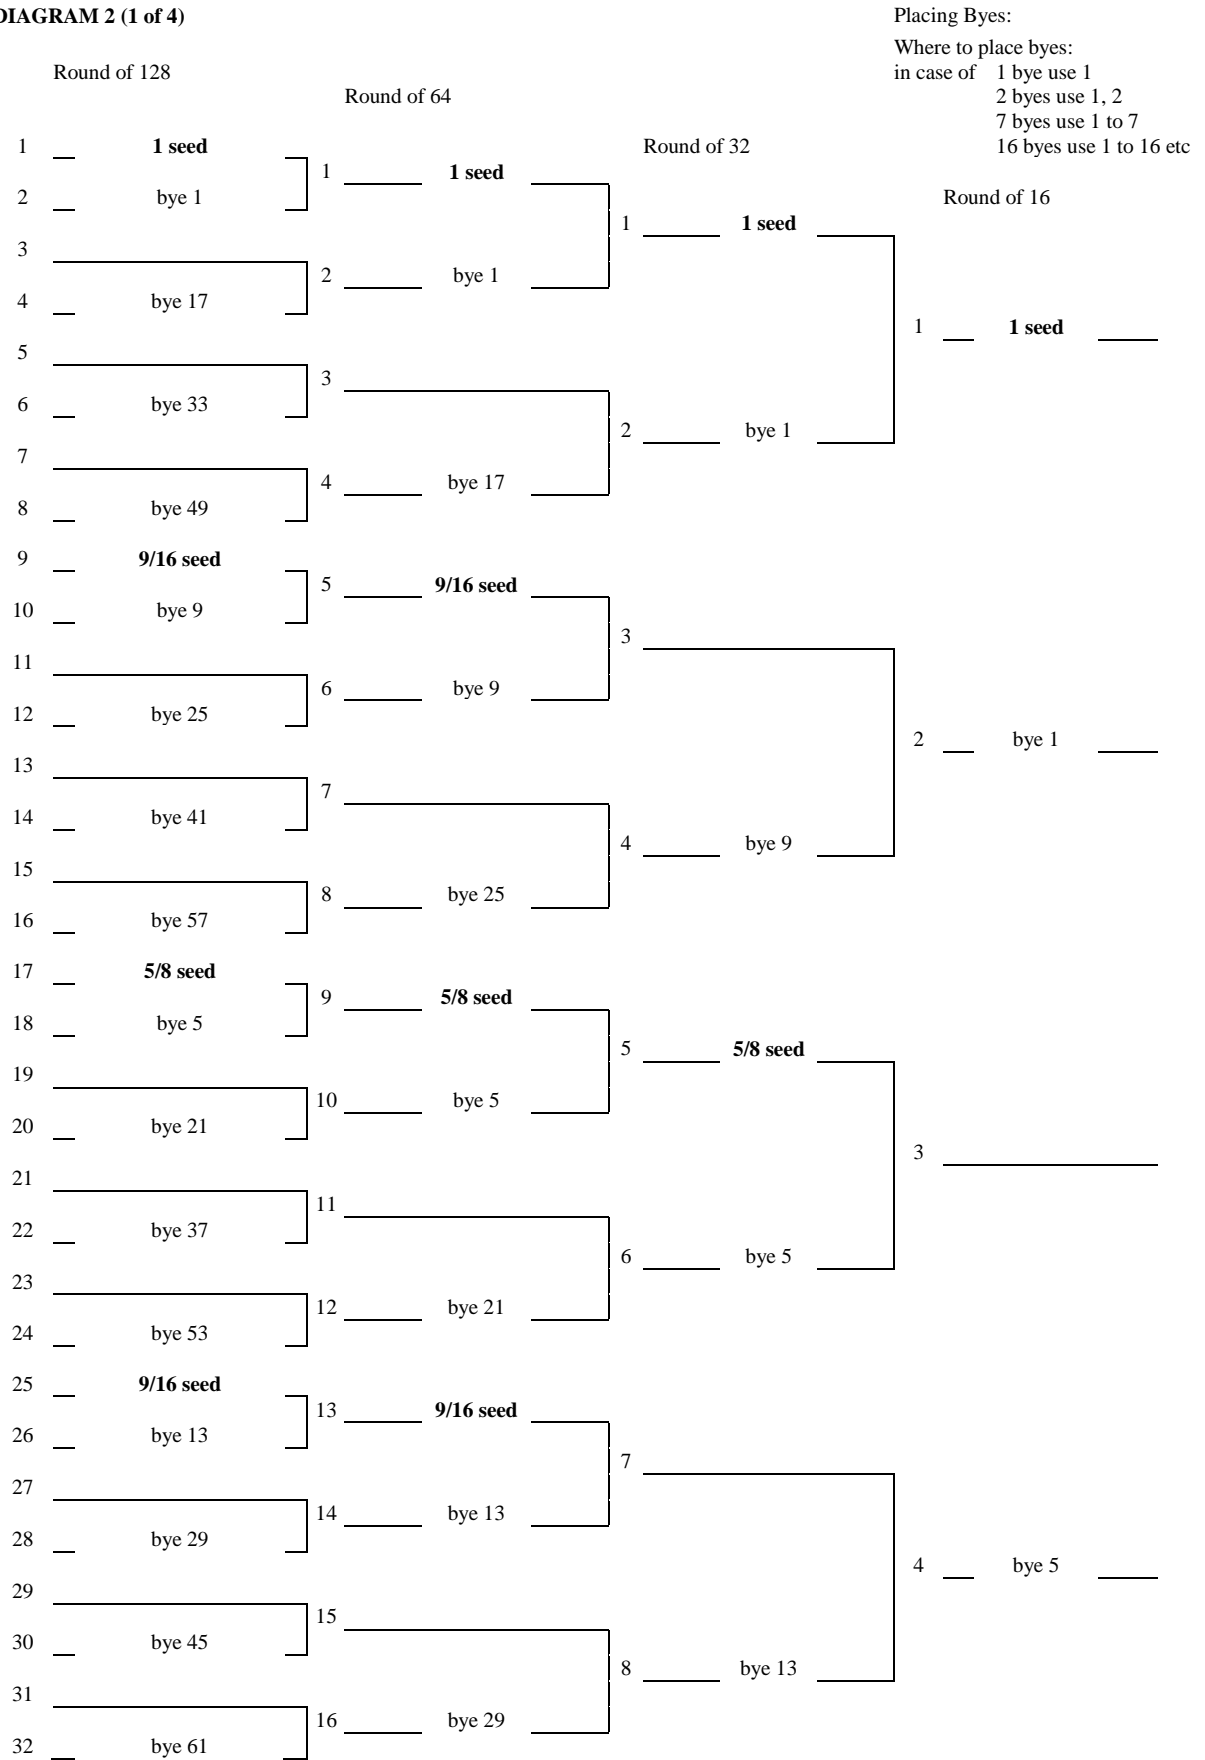 DIAGRAM 2 (1 of 4)
Placing Byes:
Where to place byes:
in case of 1 bye use 1
2 byes use 1, 2
7 byes use 1 to 7
16 byes use 1 to 16 etc
Round of 128
1 1 seed
2 bye 1
3
4 bye 17
5
6 bye 33
7
8 bye 49
9 9/16 seed
10 bye 9
11
12 bye 25
13
14 bye 41
15
16 bye 57
17 5/8 seed
18 bye 5
19
20 bye 21
21
22 bye 37
23
24 bye 53
25 9/16 seed
26 bye 13
27
28 bye 29
29
30 bye 45
31
32 bye 61
Round of 64
1 1 seed
2 bye 1
3
4 bye 17
5 9/16 seed
6 bye 9
7
8 bye 25
9 5/8 seed
10 bye 5
11
12 bye 21
13 9/16 seed
14 bye 13
15
16 bye 29
Round of 32
1 1 seed
2 bye 1
3
4 bye 9
5 5/8 seed
6 bye 5
7
8 bye 13
Round of 16
1 1 seed
2 bye 1
3
4 bye 5